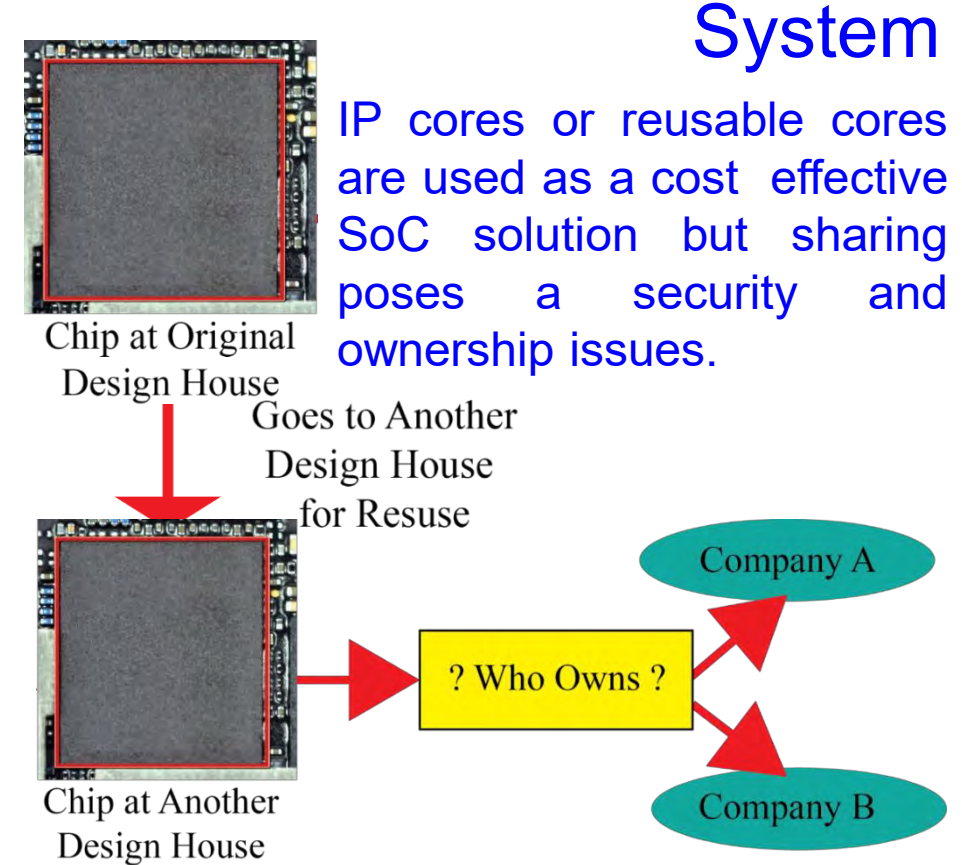 System
IP cores or reusable cores
are used as a cost effective
SoC solution but sharing
poses a security and
ownership issues.
Chip at Original
Design House
Goes to Another
Design House
for Resuse
Company A
? Who Owns ?
Company B
Chip at Another
Design House